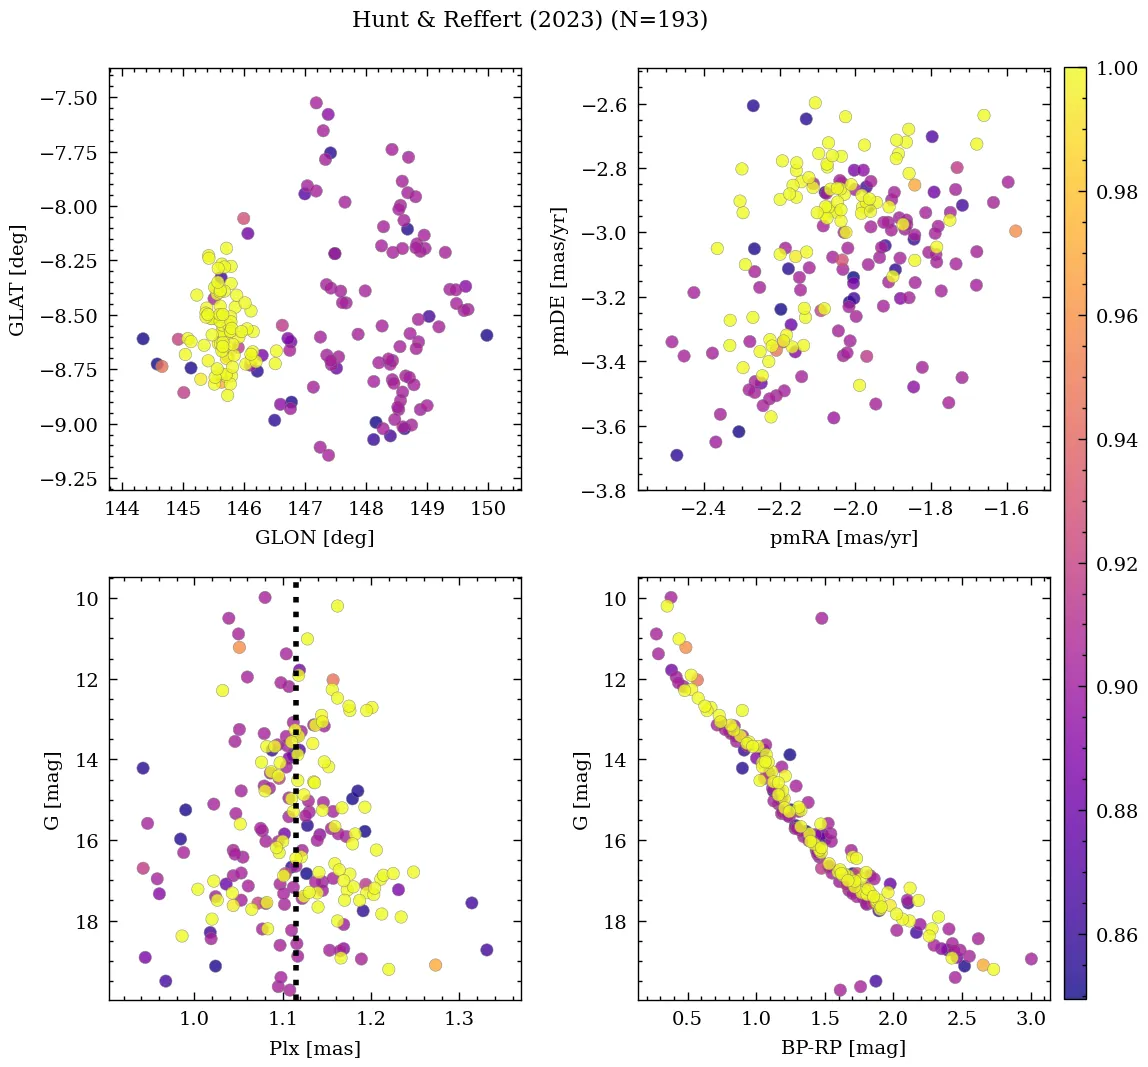 Hunt & Reffert (2023) (N=193)
−7.50
−7.75
−8.00
−8.25
−8.50
−8.75
−9.00
−9.25
GLAT [deg]
144 145 146 147 148 149 150
GLON [deg]
−2.6
−2.8
−3.0
−3.2
−3.4
−3.6
−3.8
pmDE [mas/yr]
−2.4 −2.2 −2.0 −1.8 −1.6
pmRA [mas/yr]
10
12
14
16
18
G [mag]
1.0 1.1 1.2 1.3
Plx [mas]
10
12
14
16
18
G [mag]
0.5 1.0 1.5 2.0 2.5 3.0
BP-RP [mag]
1.00
0.98
0.96
0.94
0.92
0.90
0.88
0.86